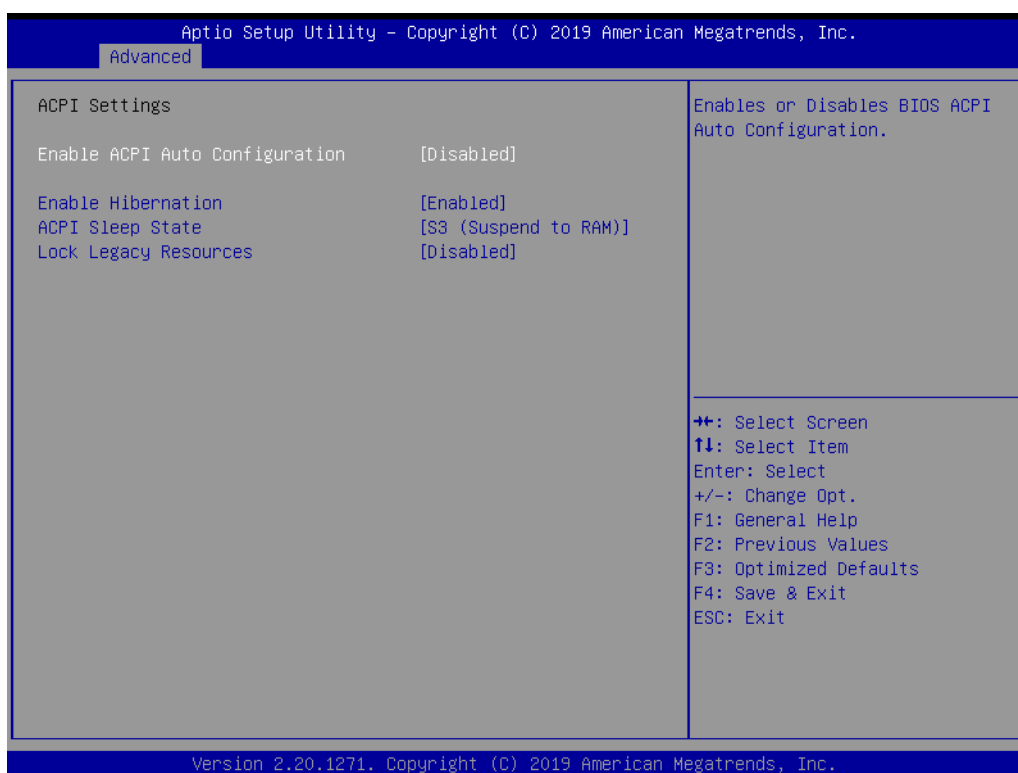 Aptio Setup Utility – Copyright (C) 2019 American Megatrends, Inc.
Advanced
ACPI Settings
Enable ACPI Auto Configuration [Disabled]
Enable Hibernation [Enabled]
ACPI Sleep State [S3 (Suspend to RAM)]
Lock Legacy Resources [Disabled]
Enables or Disables BIOS ACPI
Auto Configuration.
→←: Select Screen
↑↓: Select Item
Enter: Select
+/-: Change Opt.
F1: General Help
F2: Previous Values
F3: Optimized Defaults
F4: Save & Exit
ESC: Exit
Version 2.20.1271. Copyright (C) 2019 American Megatrends, Inc.